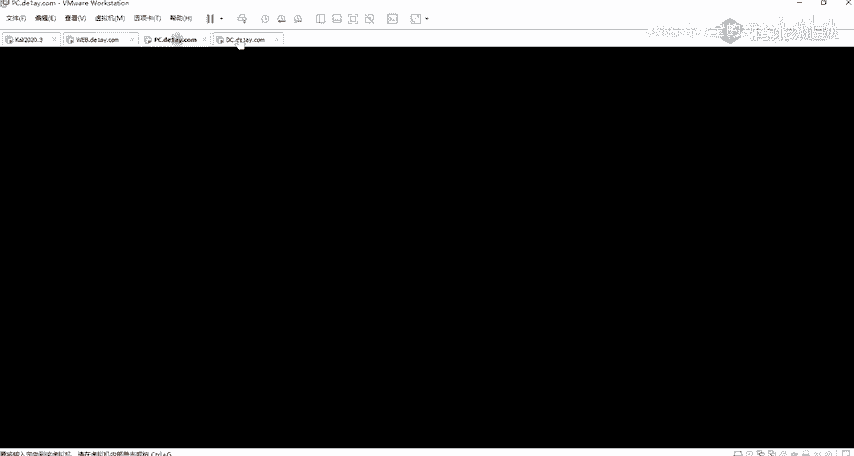 PC.de1ay.com - VMware Workstation
文件(F) 编辑(E) 查看(V) 虚拟机(M) 选项卡(T) 帮助(H)
Kali2020.3 WEB.de1ay.com PC.de1ay.com DC.de1ay.com
要将输入定向到该虚拟机，请在虚拟机内部单击或按 Ctrl+G。